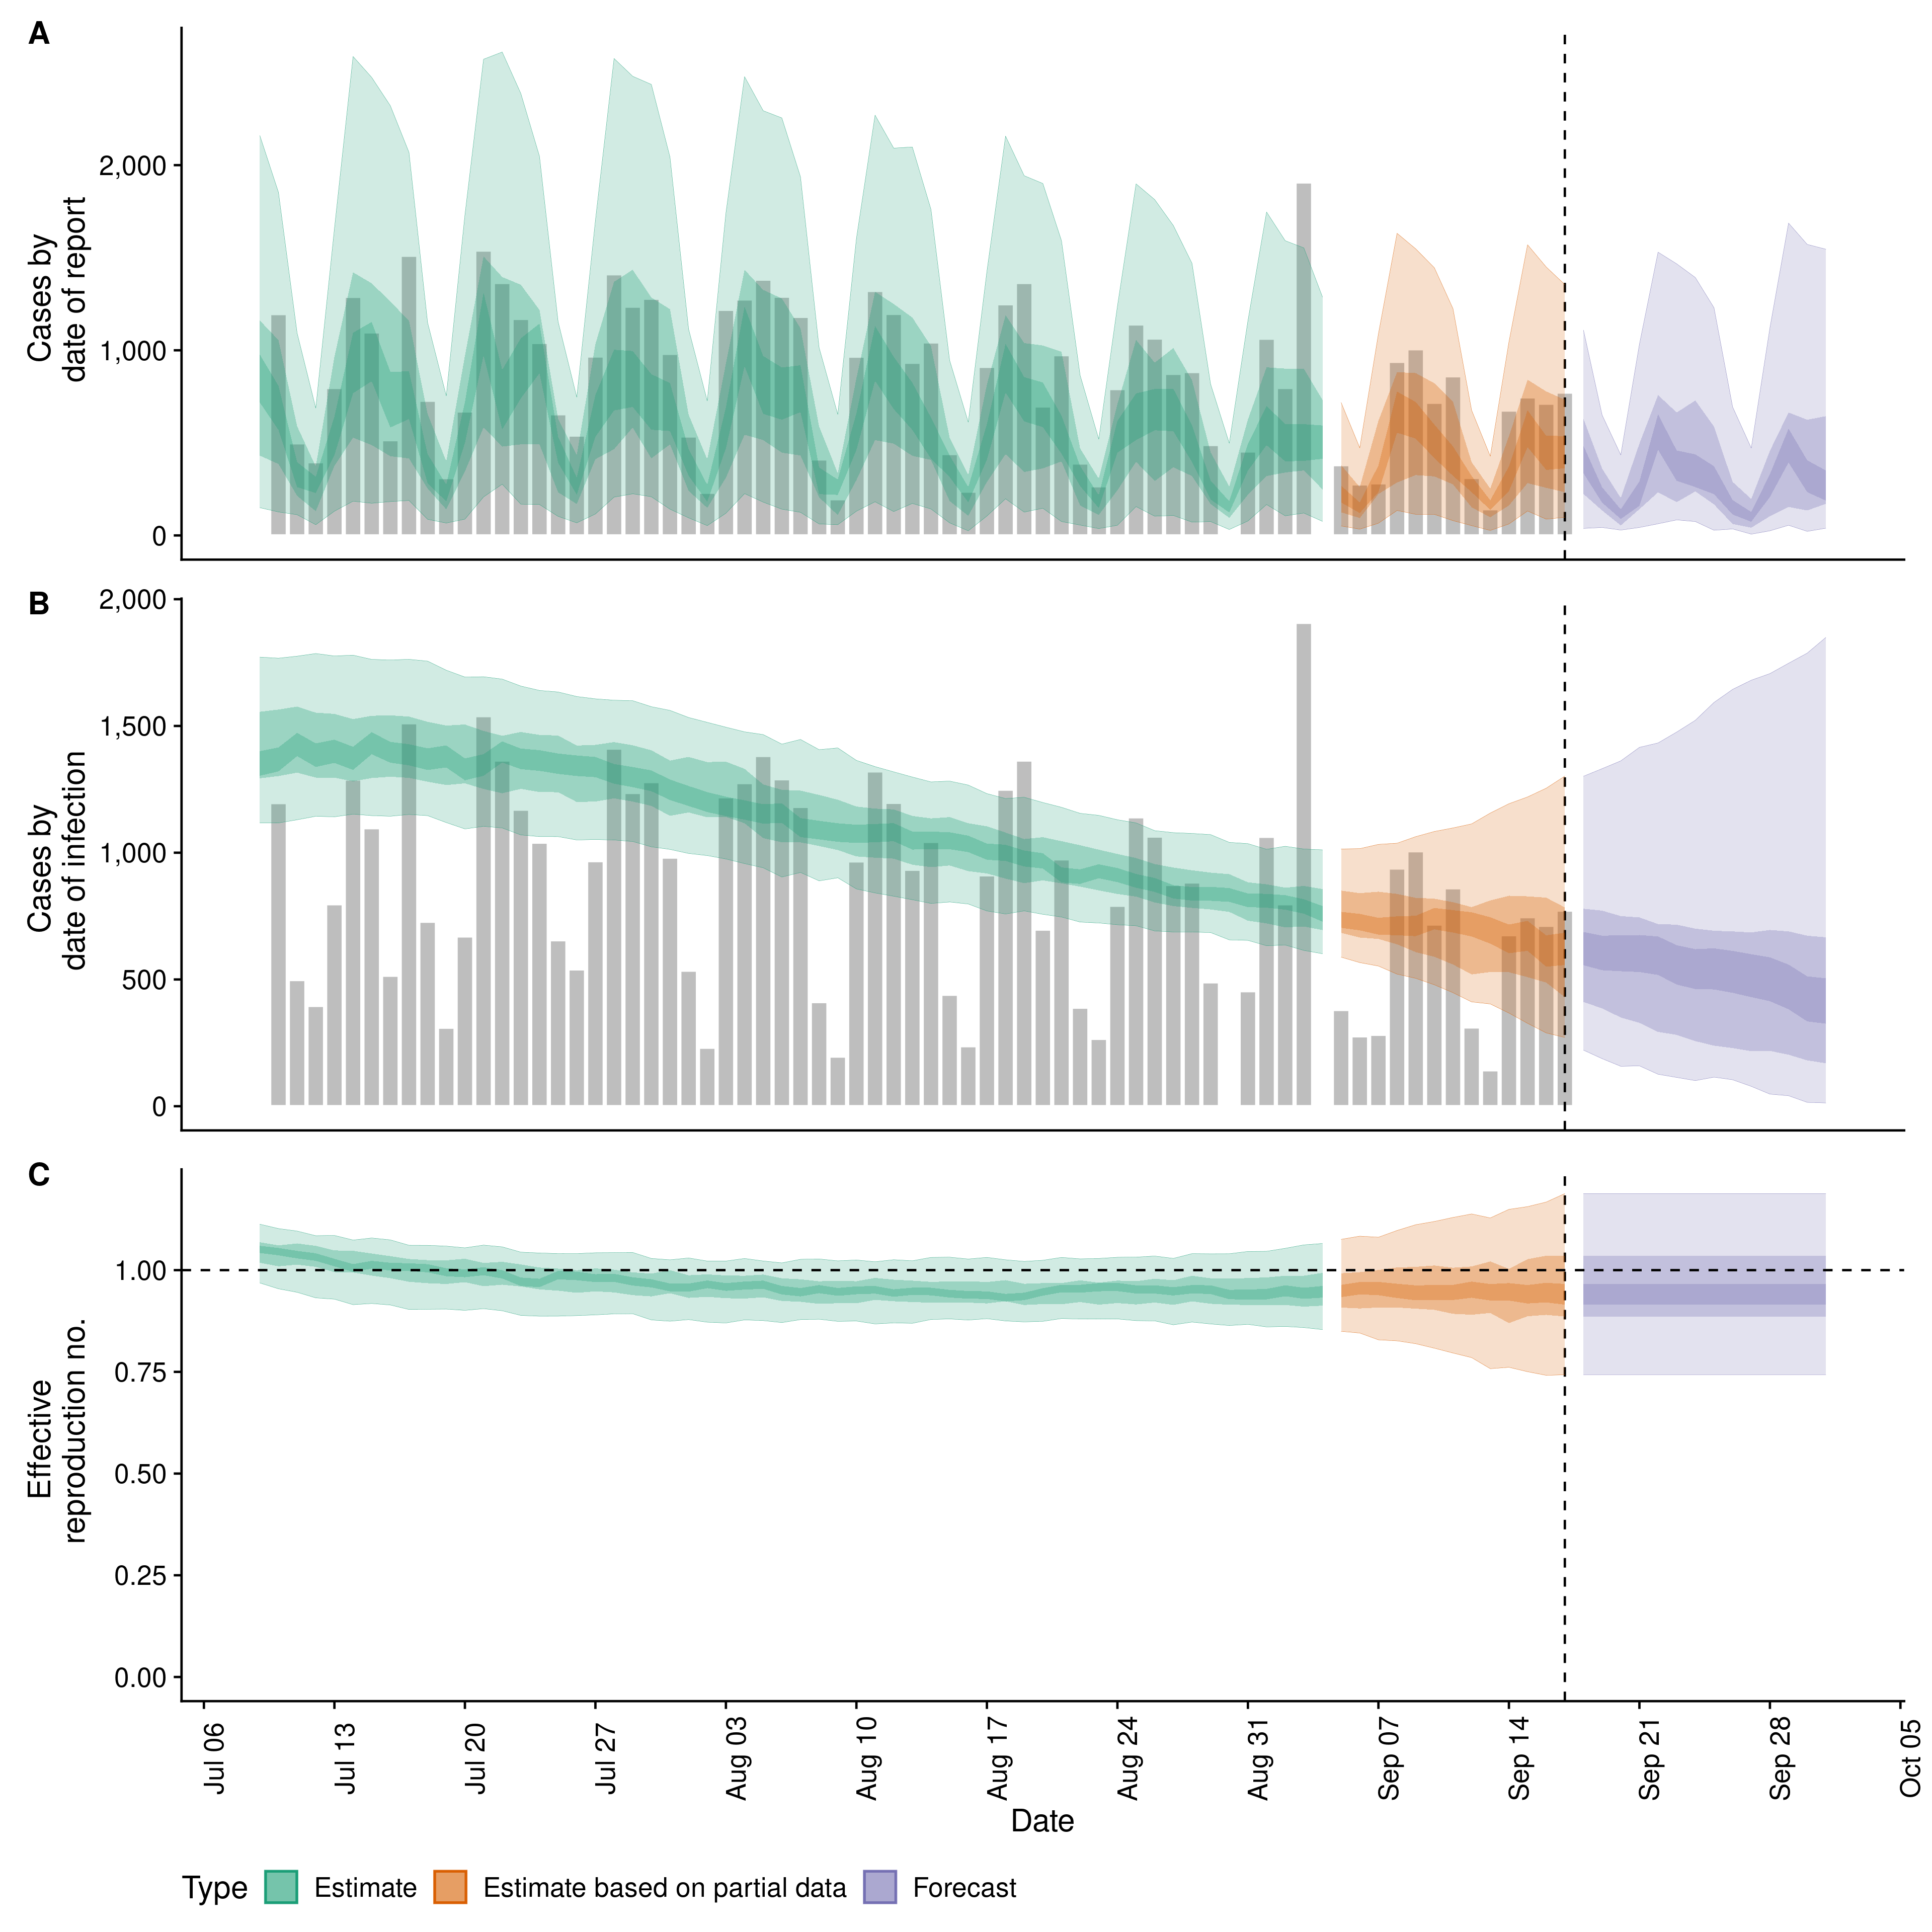 A
Cases by
date of report
2,000
1,000
0
B
Cases by
date of infection
2,000
1,500
1,000
500
0
C
Effective
reproduction no.
1.00
0.75
0.50
0.25
0.00
Jul 06
Jul 13
Jul 20
Jul 27
Aug 03
Aug 10
Aug 17
Aug 24
Aug 31
Sep 07
Sep 14
Sep 21
Sep 28
Oct 05
Date
Type Estimate Estimate based on partial data Forecast